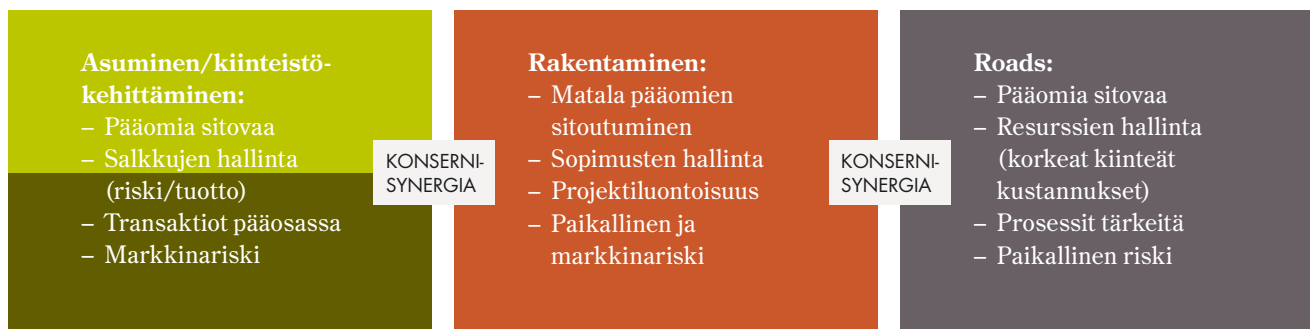 Asuminen/kiinteistö-
kehittäminen:
– Pääomia sitovaa
– Salkkujen hallinta
(riski/tuotto)
– Transaktiot pääosassa
– Markkinariski
KONSERNI-
SYNERGIA
Rakentaminen:
– Matala pääomien
sitoutuminen
– Sopimusten hallinta
– Projektiluontoisuus
– Paikallinen ja
markkinariski
KONSERNI-
SYNERGIA
Roads:
– Pääomia sitovaa
– Resurssien hallinta
(korkeat kiinteät
kustannukset)
– Prosessit tärkeitä
– Paikallinen riski